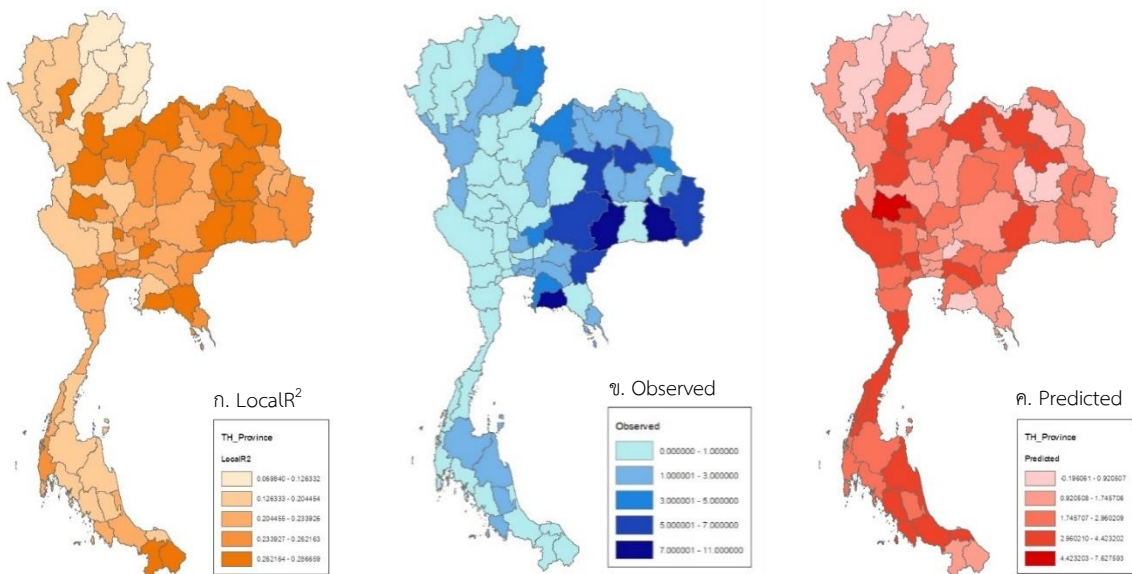 ก. LocalR²
TH_Province
LocalR2
0.069840 - 0.126332
0.126333 - 0.204454
0.204455 - 0.233926
0.233927 - 0.262163
0.262164 - 0.286659
ข. Observed
Observed
0.000000 - 1.000000
1.000001 - 3.000000
3.000001 - 5.000000
5.000001 - 7.000000
7.000001 - 11.000000
ค. Predicted
TH_Province
Predicted
-0.196061 - 0.920507
0.920508 - 1.745706
1.745707 - 2.960209
2.960210 - 4.423202
4.423203 - 7.627593